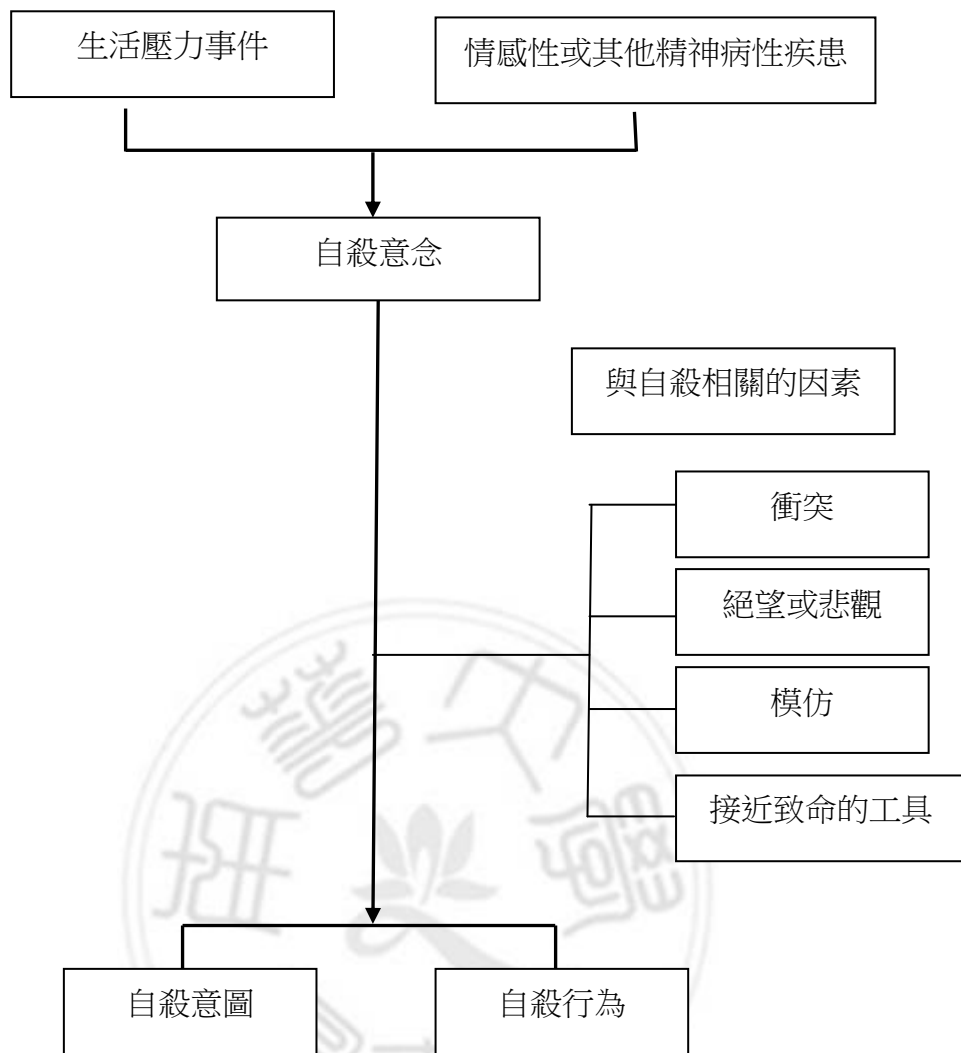 生活壓力事件
情感性或其他精神病性疾患
自殺意念
與自殺相關的因素
衝突
絕望或悲觀
模仿
接近致命的工具
自殺意圖
自殺行為